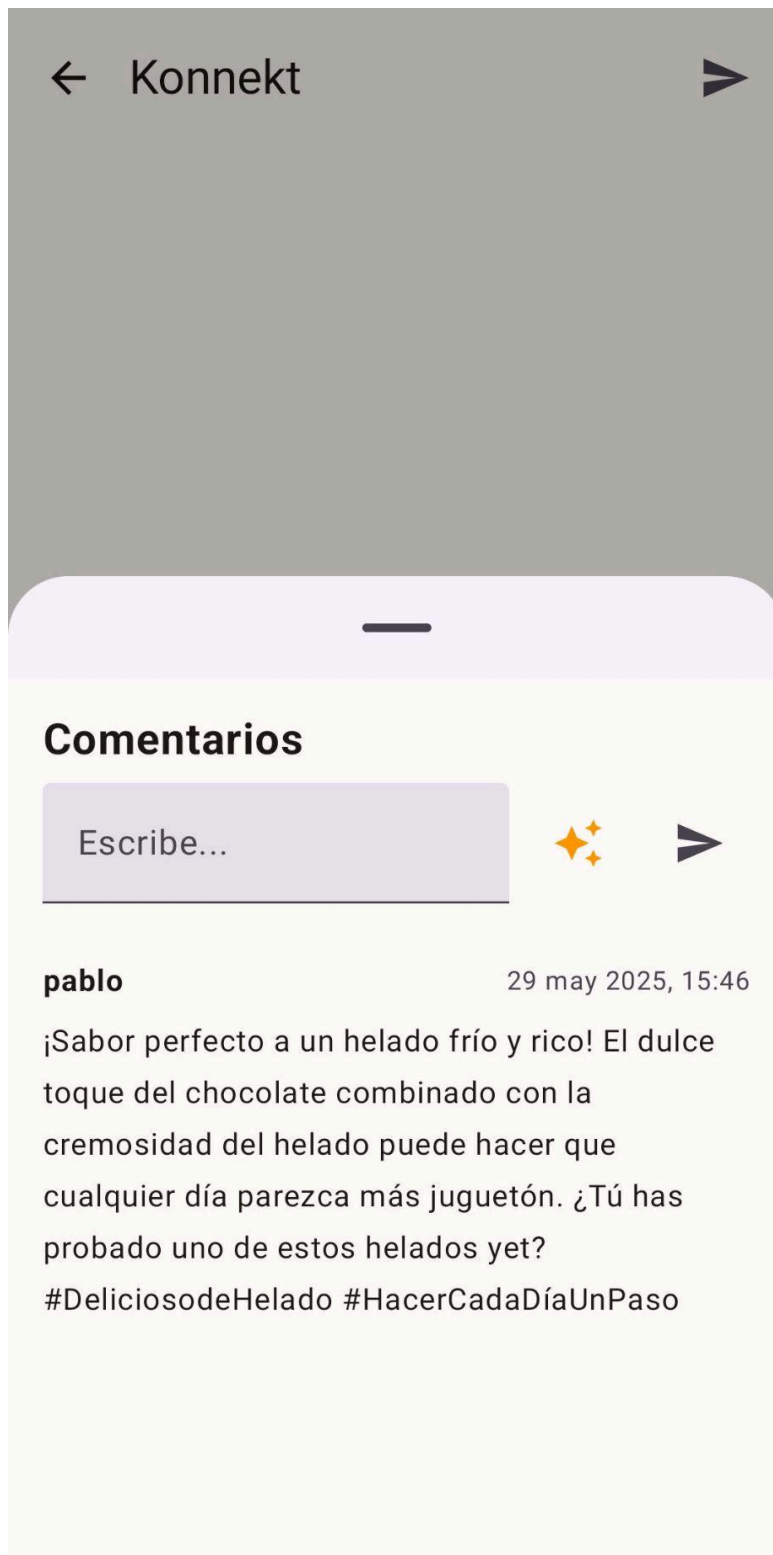 Konnekt
Comentarios
Escribe...
pablo 29 may 2025, 15:46
¡Sabor perfecto a un helado frío y rico! El dulce
toque del chocolate combinado con la
cremosidad del helado puede hacer que
cualquier día parezca más juguetón. ¿Tú has
probado uno de estos helados yet?
#DeliciosodeHelado #HacerCadaDíaUnPaso